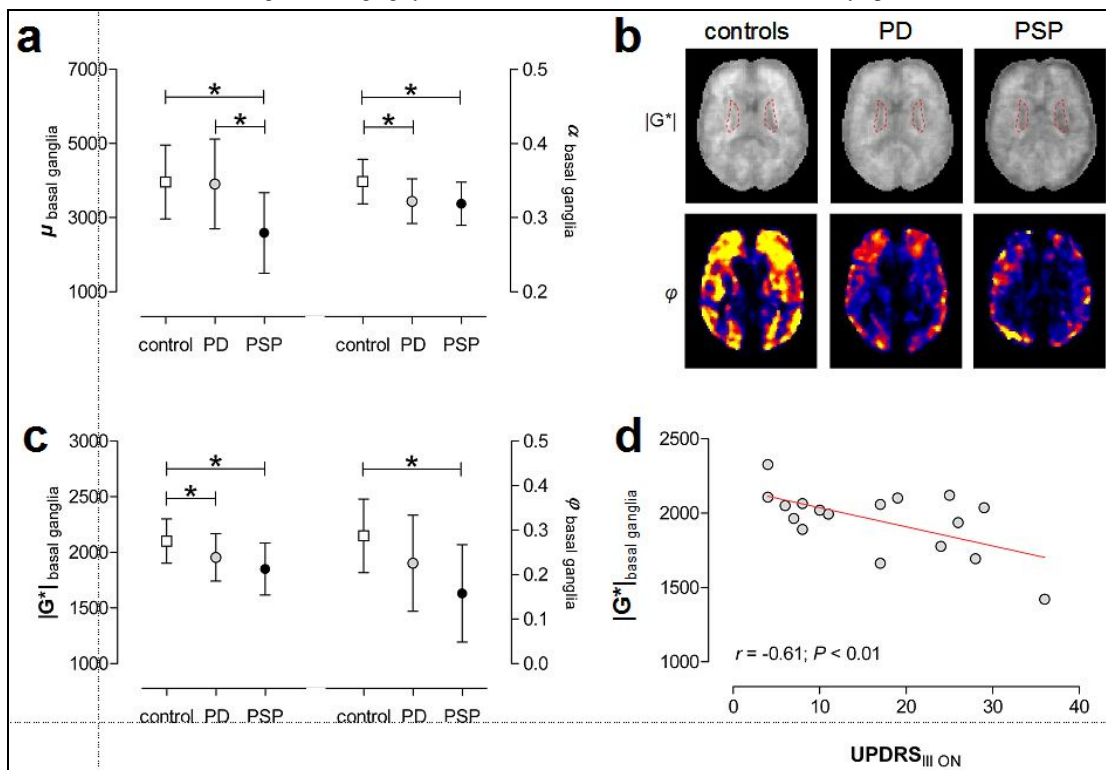 a
7000
5000
3000
1000
μ basal ganglia
*
*
*
*
0.5
0.4
0.3
0.2
α basal ganglia
control PD PSP
control PD PSP
b
controls PD PSP
|G*|
φ
c
3000
2500
2000
1500
1000
|G*| basal ganglia
*
*
*
0.5
0.4
0.3
0.2
0.1
0.0
φ basal ganglia
control PD PSP
control PD PSP
d
2500
2000
1500
1000
|G*| basal ganglia
r = -0.61; P < 0.01
0 10 20 30 40
UPDRS III ON